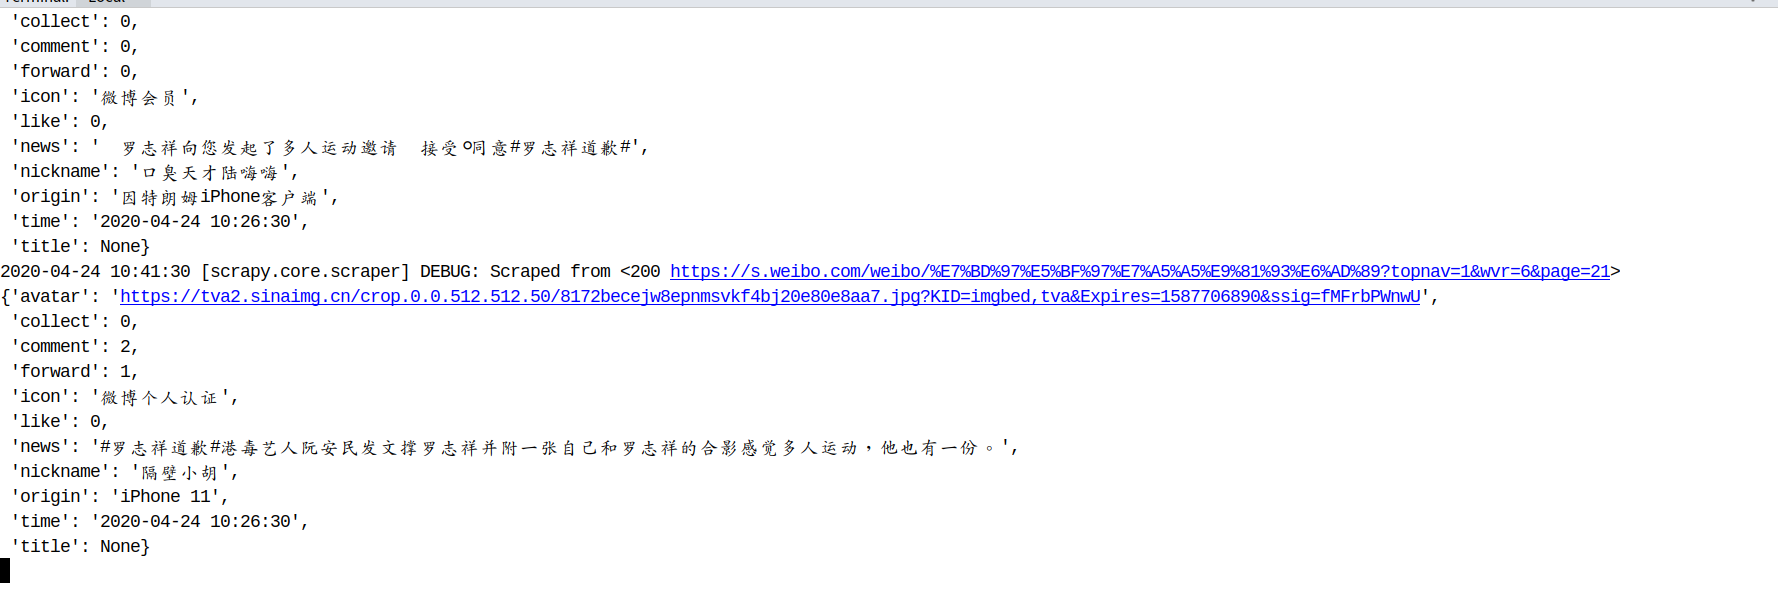 Terminal: Local
'collect': 0,
'comment': 0,
'forward': 0,
'icon': '微博会员',
'like': 0,
'news': '  罗志祥向您发起了多人运动邀请  接受○同意#罗志祥道歉#',
'nickname': '口臭天才陆嗨嗨',
'origin': '因特朗姆iPhone客户端',
'time': '2020-04-24 10:26:30',
'title': None}
2020-04-24 10:41:30 [scrapy.core.scraper] DEBUG: Scraped from <200 https://s.weibo.com/weibo/%E7%BD%97%E5%BF%97%E7%A5%A5%E9%81%93%E6%AD%89?topnav=1&wvr=6&page=21>
{'avatar': 'https://tva2.sinaimg.cn/crop.0.0.512.512.50/8172becejw8epnmsvkf4bj20e80e8aa7.jpg?KID=imgbed,tva&Expires=1587706890&ssig=fMFrbPWnwU',
'collect': 0,
'comment': 2,
'forward': 1,
'icon': '微博个人认证',
'like': 0,
'news': '#罗志祥道歉#港毒艺人阮安民发文撑罗志祥并附一张自己和罗志祥的合影感觉多人运动，他也有一份。',
'nickname': '隔壁小胡',
'origin': 'iPhone 11',
'time': '2020-04-24 10:26:30',
'title': None}